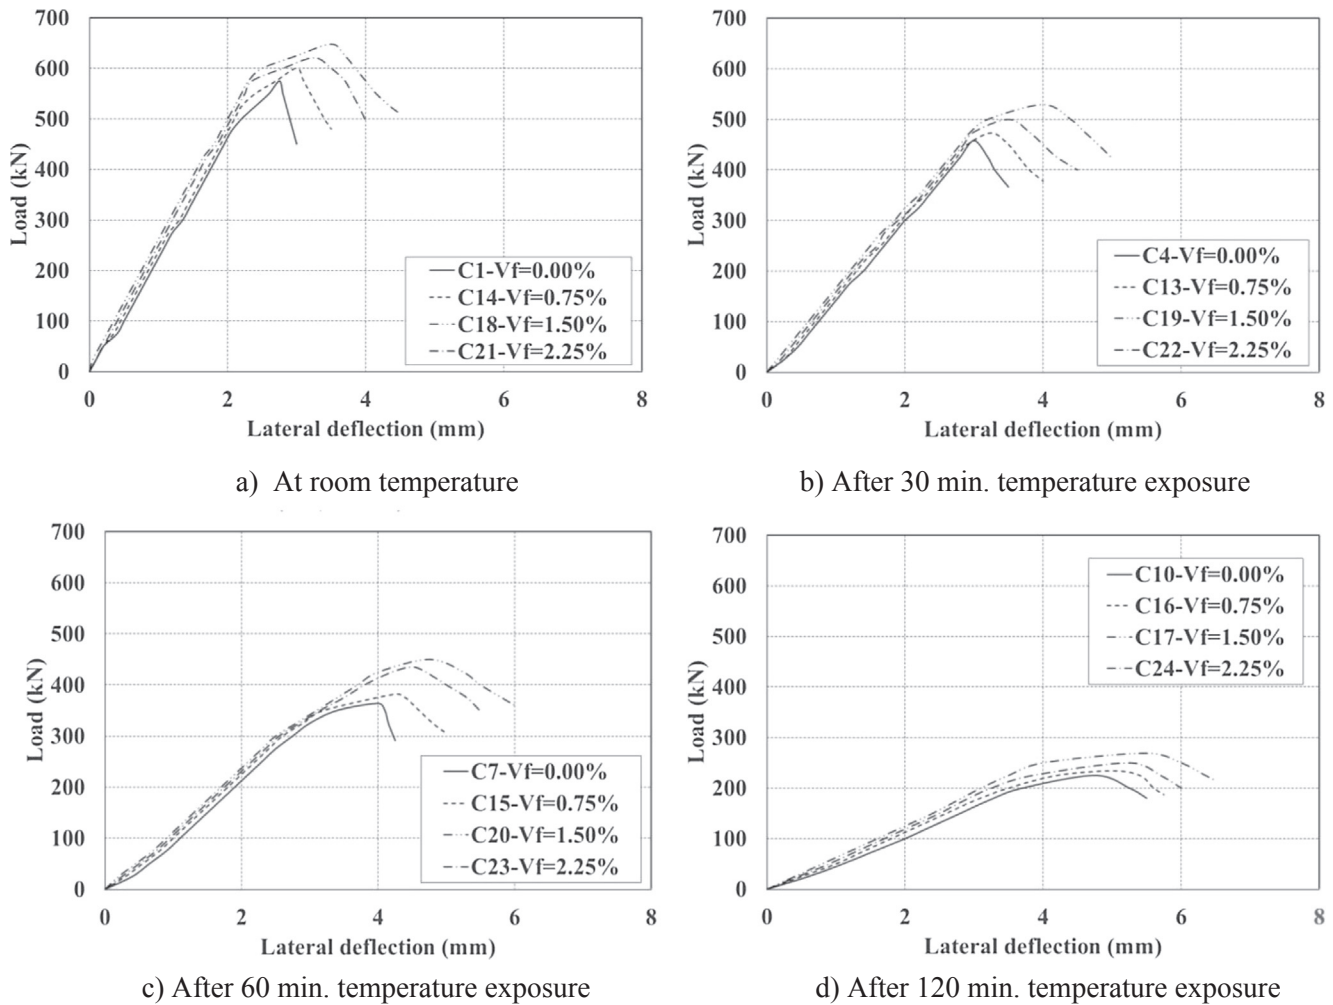 700
600
500
400
300
200
100
0
Load (kN)
C1-Vf=0.00%
C14-Vf=0.75%
C18-Vf=1.50%
C21-Vf=2.25%
0 2 4 6 8
Lateral deflection (mm)
a) At room temperature
700
600
500
400
300
200
100
0
Load (kN)
C4-Vf=0.00%
C13-Vf=0.75%
C19-Vf=1.50%
C22-Vf=2.25%
0 2 4 6 8
Lateral deflection (mm)
b) After 30 min. temperature exposure
700
600
500
400
300
200
100
0
Load (kN)
C7-Vf=0.00%
C15-Vf=0.75%
C20-Vf=1.50%
C23-Vf=2.25%
0 2 4 6 8
Lateral deflection (mm)
c) After 60 min. temperature exposure
700
600
500
400
300
200
100
0
Load (kN)
C10-Vf=0.00%
C16-Vf=0.75%
C17-Vf=1.50%
C24-Vf=2.25%
0 2 4 6 8
Lateral deflection (mm)
d) After 120 min. temperature exposure